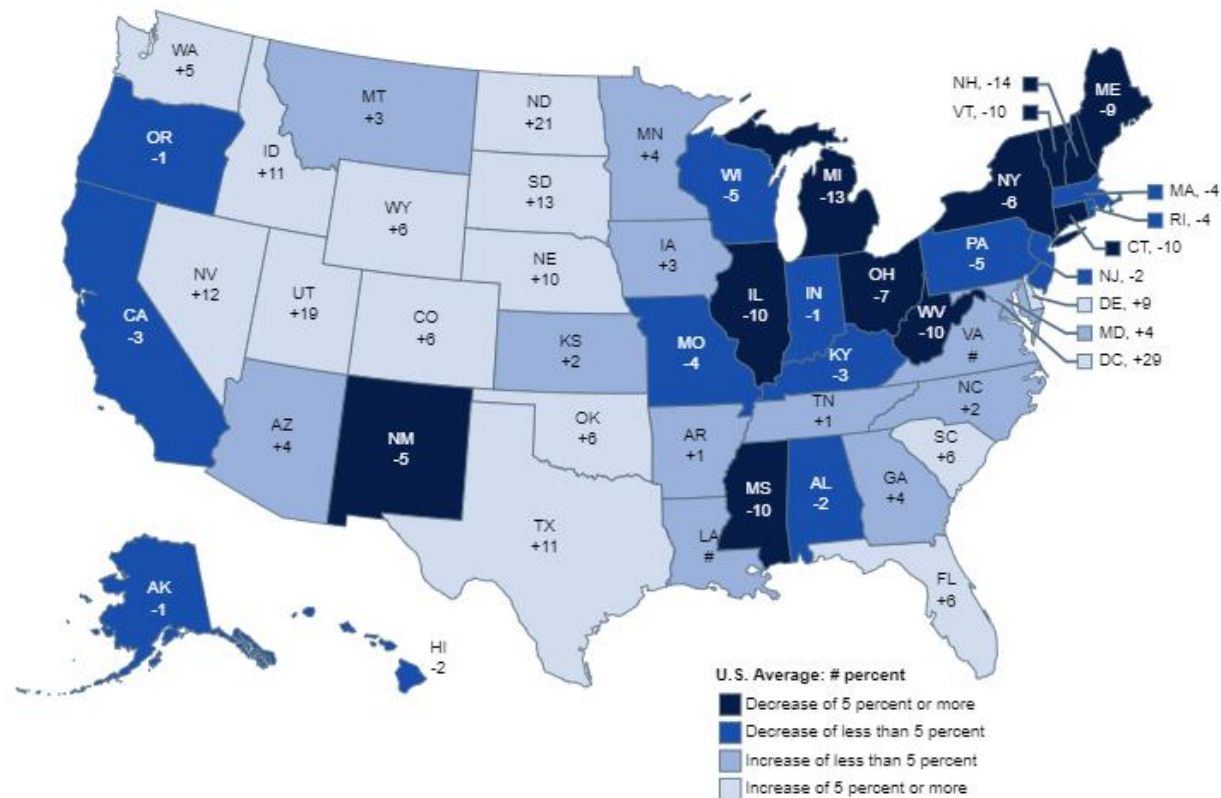 WA
+5
MT
+3
ND
+21
MN
+4
NH, -14
VT, -10
ME
-9
OR
-1
ID
+11
SD
+13
WI
-5
MI
-13
NY
-6
MA, -4
RI, -4
CT, -10
WY
+6
IA
+3
PA
-5
NJ, -2
DE, +9
MD, +4
DC, +29
NV
+12
UT
+19
NE
+10
CO
+6
IL
-10
IN
-1
OH
-7
WV
-10
VA
#
CA
-3
KS
+2
MO
-4
KY
-3
AZ
+4
NM
-5
OK
+6
AR
+1
TN
+1
NC
+2
SC
+6
TX
+11
LA
#
MS
-10
AL
-2
GA
+4
FL
+6
AK
-1
HI
-2
U.S. Average: # percent
Decrease of 5 percent or more
Decrease of less than 5 percent
Increase of less than 5 percent
Increase of 5 percent or more